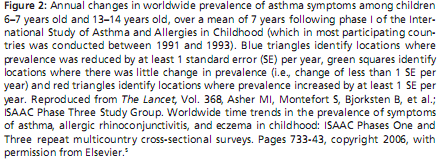 Figure 2: Annual changes in worldwide prevalence of asthma symptoms among children
6–7 years old and 13–14 years old, over a mean of 7 years following phase I of the Inter-
national Study of Asthma and Allergies in Childhood (which in most participating coun-
tries was conducted between 1991 and 1993). Blue triangles identify locations where
prevalence was reduced by at least 1 standard error (SE) per year, green squares identify
locations where there was little change in prevalence (i.e., change of less than 1 SE per
year) and red triangles identify locations where prevalence increased by at least 1 SE per
year. Reproduced from The Lancet, Vol. 368, Asher MI, Montefort S, Bjorksten B, et al.;
ISAAC Phase Three Study Group. Worldwide time trends in the prevalence of symptoms
of asthma, allergic rhinoconjunctivitis, and eczema in childhood: ISAAC Phases One and
Three repeat multicountry cross-sectional surveys. Pages 733-43, copyright 2006, with
permission from Elsevier.5